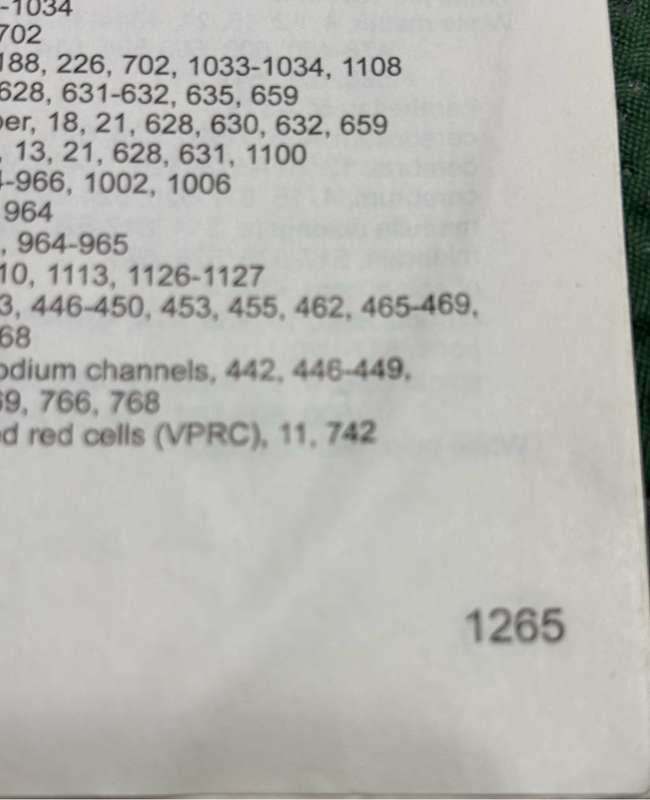 -1034
702
188, 226, 702, 1033-1034, 1108
628, 631-632, 635, 659
ber, 18, 21, 628, 630, 632, 659
, 13, 21, 628, 631, 1100
-966, 1002, 1006
964
, 964-965
10, 1113, 1126-1127
3, 446-450, 453, 455, 462, 465-469,
68
odium channels, 442, 446-449,
69, 766, 768
d red cells (VPRC), 11, 742
1265